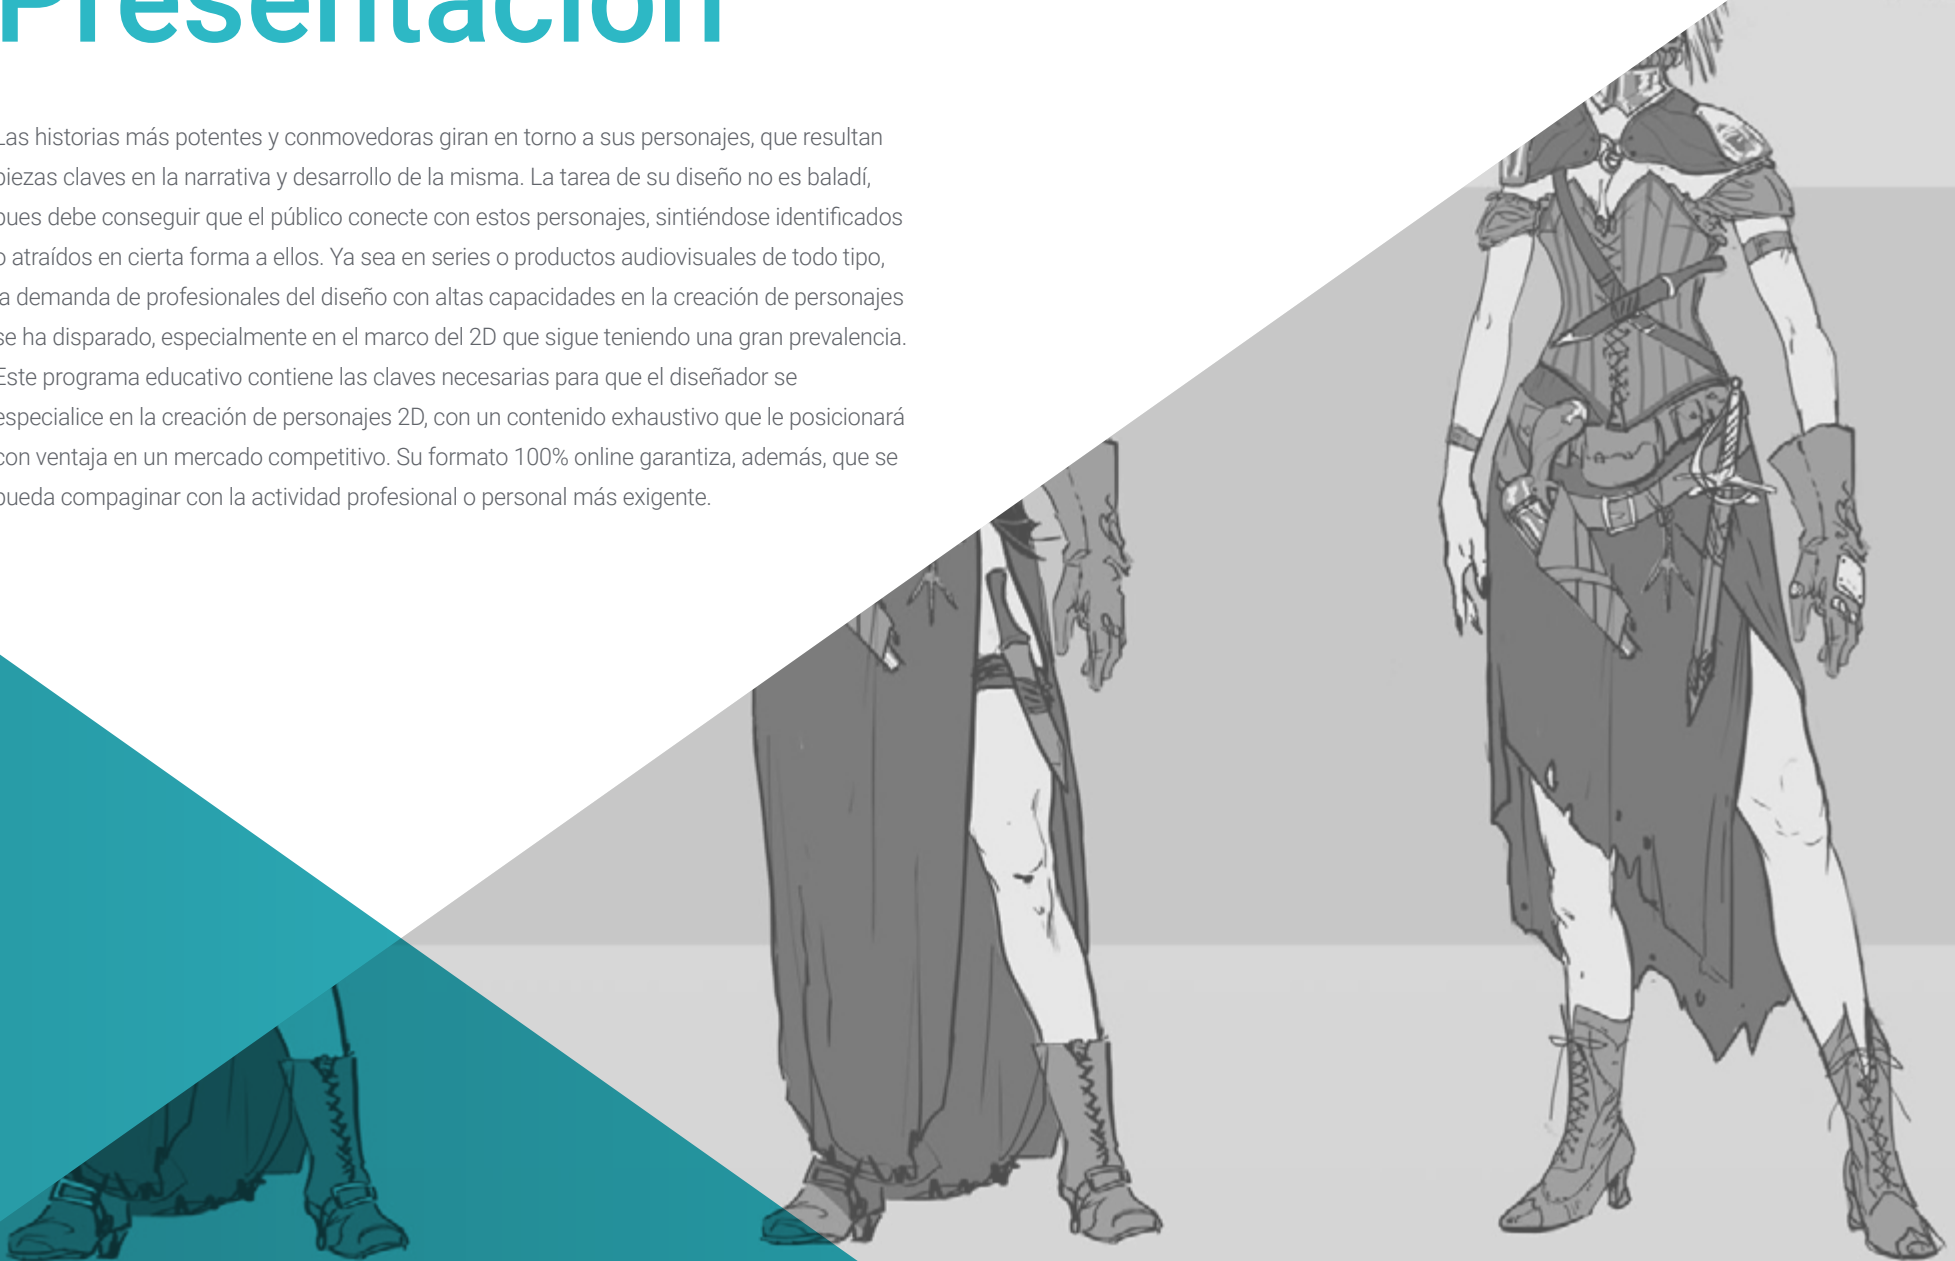 Presentación
Las historias más potentes y conmovedoras giran en torno a sus personajes, que resultan
piezas claves en la narrativa y desarrollo de la misma. La tarea de su diseño no es baladí,
pues debe conseguir que el público conecte con estos personajes, sintiéndose identificados
o atraídos en cierta forma a ellos. Ya sea en series o productos audiovisuales de todo tipo,
la demanda de profesionales del diseño con altas capacidades en la creación de personajes
se ha disparado, especialmente en el marco del 2D que sigue teniendo una gran prevalencia.
Este programa educativo contiene las claves necesarias para que el diseñador se
especialice en la creación de personajes 2D, con un contenido exhaustivo que le posicionará
con ventaja en un mercado competitivo. Su formato 100% online garantiza, además, que se
pueda compaginar con la actividad profesional o personal más exigente.